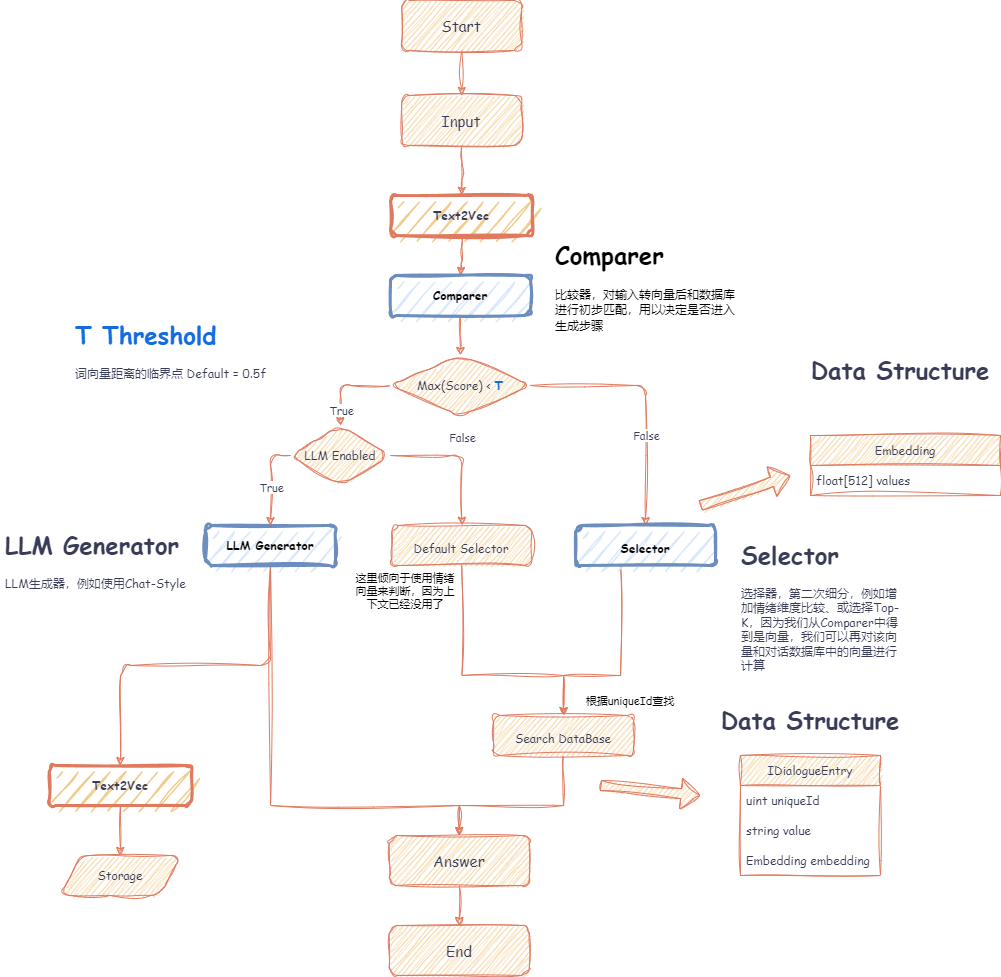 Start
Input
Text2Vec
Comparer
Comparer
比较器，对输入转向量后和数据库
进行初步匹配，用以决定是否进入
生成步骤
T Threshold
词向量距离的临界点 Default = 0.5f
Max(Score) < T
True
False
False
LLM Enabled
True
Data Structure
Embedding
float[512] values
LLM Generator
LLM生成器，例如使用Chat-Style
LLM Generator
Default Selector
这里倾向于使用情绪
向量来判断，因为上
下文已经没用了
Selector
Selector
选择器，第二次细分，例如增
加情绪维度比较、或选择Top-
K，因为我们从Comparer中得
到是向量，我们可以再对该向
量和对话数据库中的向量进行
计算
根据uniqueId查找
Search DataBase
Data Structure
IDialogueEntry
uint uniqueId
string value
Embedding embedding
Text2Vec
Storage
Answer
End